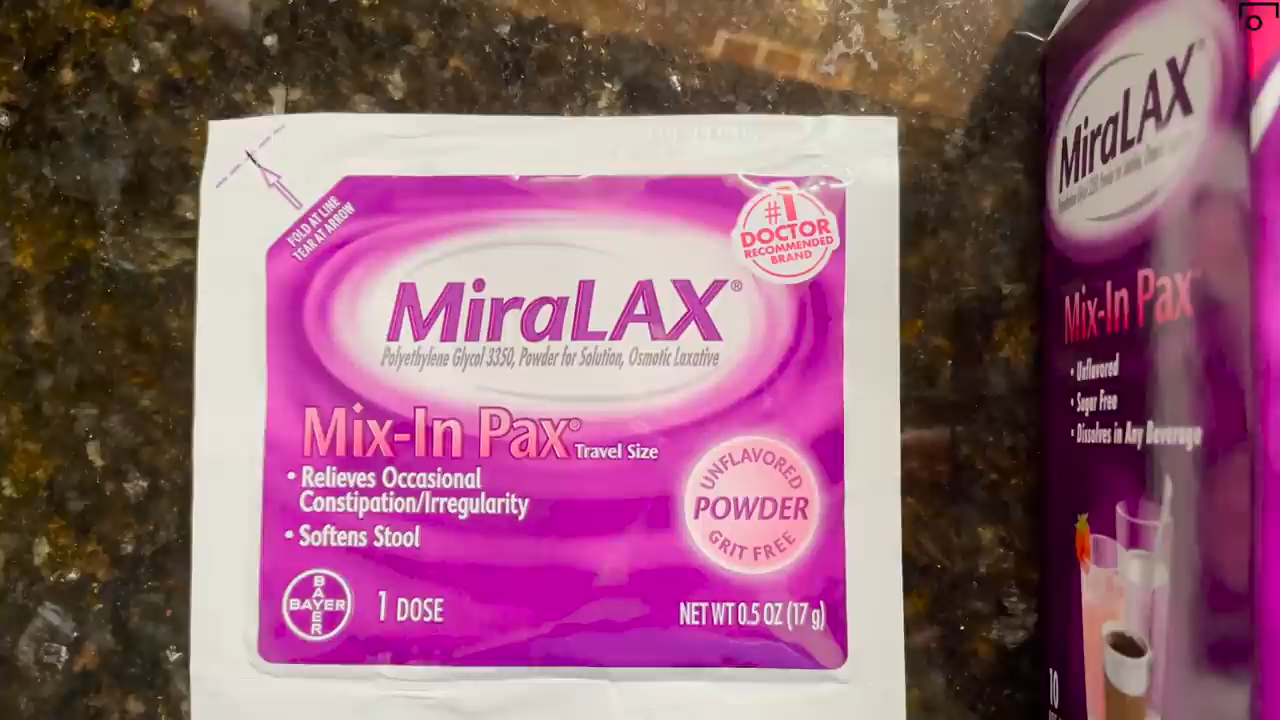 FOLD AT LINE
TEAR AT ARROW
#1
DOCTOR
RECOMMENDED
BRAND
MiraLAX®
Polyethylene Glycol 3350, Powder for Solution, Osmotic Laxative
Mix-In Pax® Travel Size
• Relieves Occasional
Constipation/Irregularity
• Softens Stool
UNFLAVORED
POWDER
GRIT FREE
BAYER
BAYER
1 DOSE
NET WT 0.5 OZ (17 g)
MiraLAX®
Mix-In Pax®
• Unflavored
• Sugar Free
• Dissolves in Any Beverage
10